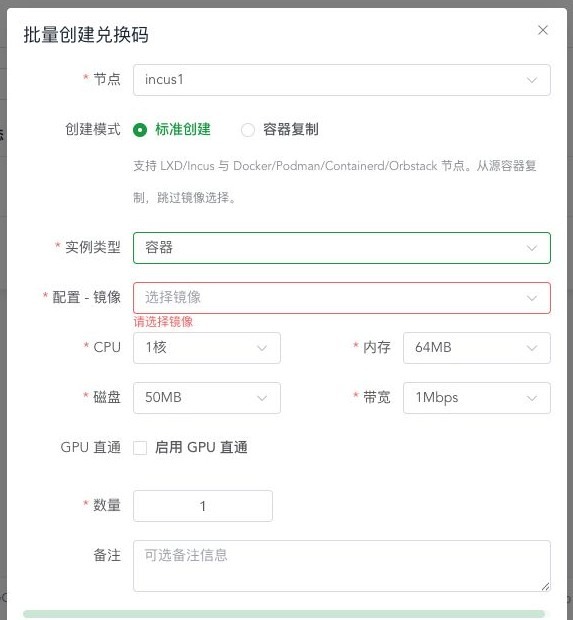 批量创建兑换码
* 节点 incus1
创建模式 标准创建 容器复制
支持 LXD/Incus 与 Docker/Podman/Containerd/Orbstack 节点。从源容器复
制，跳过镜像选择。
* 实例类型 容器
* 配置 - 镜像 选择镜像
请选择镜像
* CPU 1核 * 内存 64MB
* 磁盘 50MB * 带宽 1Mbps
GPU 直通 启用 GPU 直通
* 数量 1
备注 可选备注信息